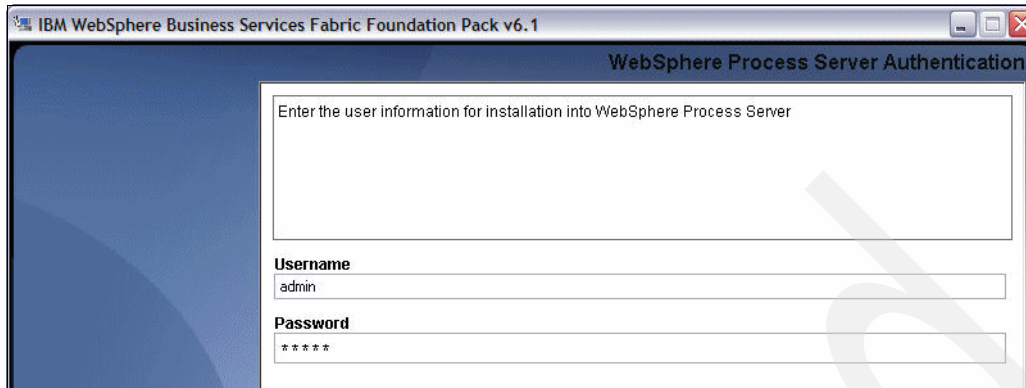 IBM WebSphere Business Services Fabric Foundation Pack v6.1
WebSphere Process Server Authentication
Enter the user information for installation into WebSphere Process Server
Username
admin
Password
*****